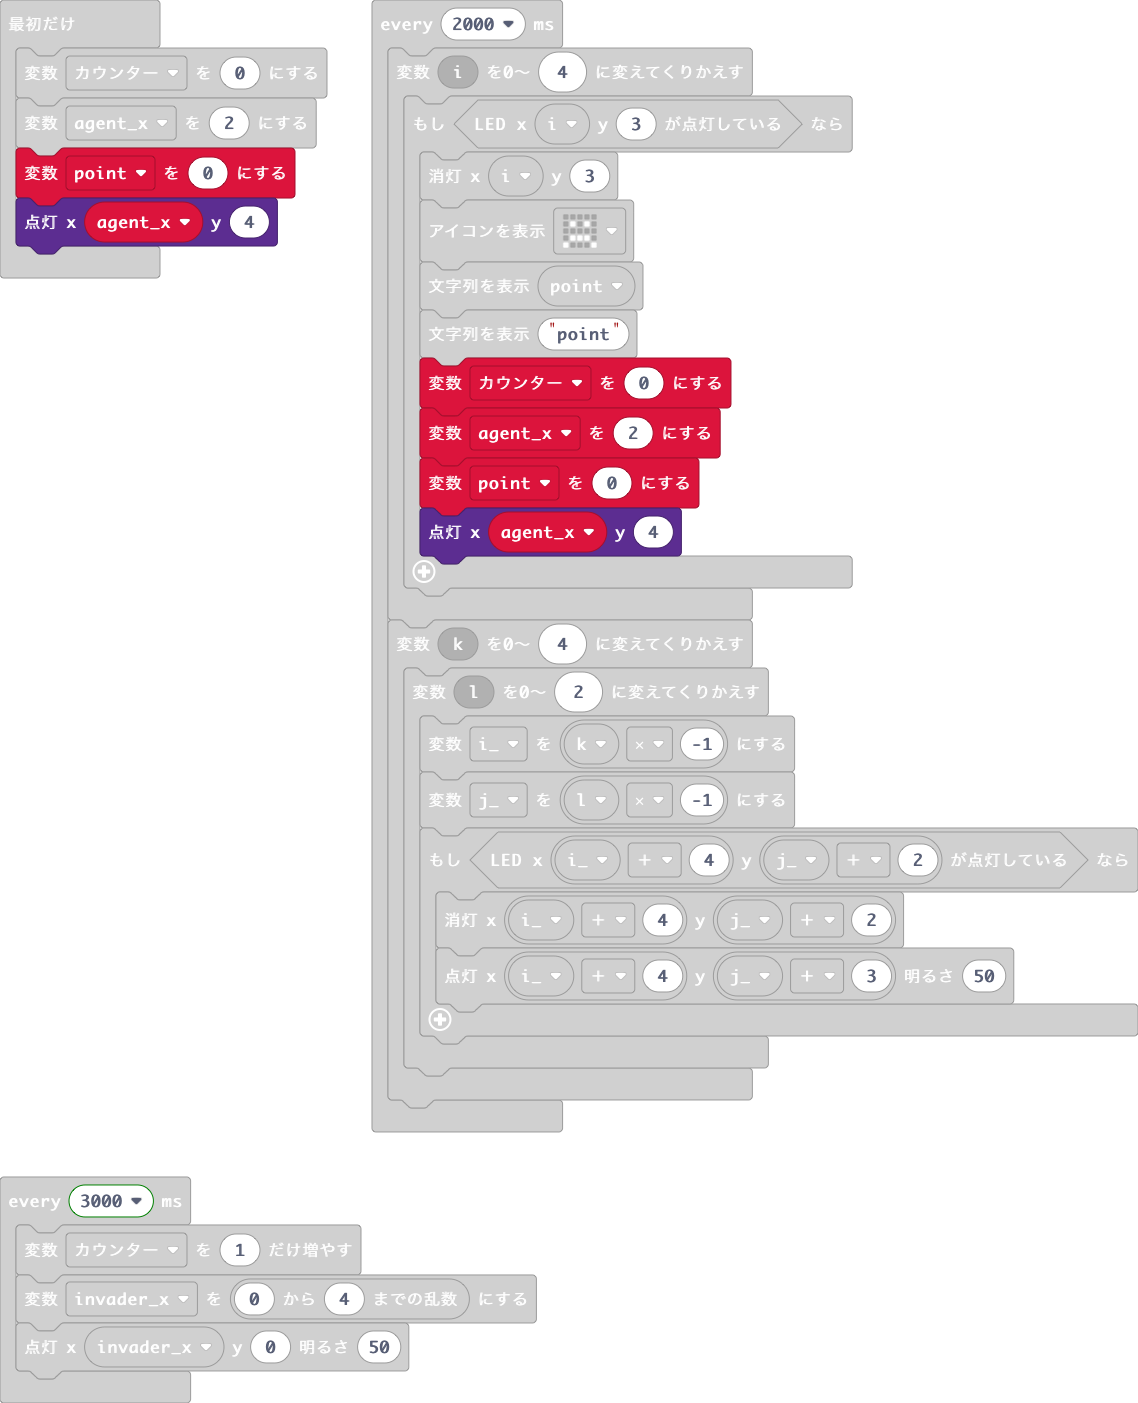 最初だけ
変数 カウンター を 0 にする
変数 agent_x を 2 にする
変数 point を 0 にする
点灯 x agent_x y 4
every 2000 ms
変数 i を0〜 4 に変えてくりかえす
もし LED x i y 3 が点灯している なら
消灯 x i y 3
アイコンを表示
文字列を表示 point
文字列を表示 "point"
変数 カウンター を 0 にする
変数 agent_x を 2 にする
変数 point を 0 にする
点灯 x agent_x y 4
変数 k を0〜 4 に変えてくりかえす
変数 l を0〜 2 に変えてくりかえす
変数 i_ を k × -1 にする
変数 j_ を l × -1 にする
もし LED x i_ + 4 y j_ + 2 が点灯している なら
消灯 x i_ + 4 y j_ + 2
点灯 x i_ + 4 y j_ + 3 明るさ 50
every 3000 ms
変数 カウンター を 1 だけ増やす
変数 invader_x を 0 から 4 までの乱数 にする
点灯 x invader_x y 0 明るさ 50